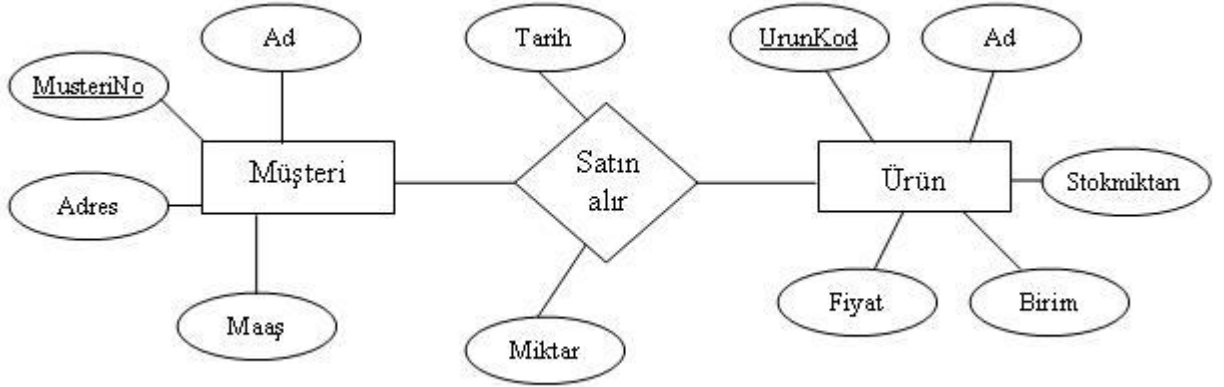 Ad
Tarih
UrunKod
Ad
MusteriNo
Müşteri
Satın
alır
Ürün
Stokmiktarı
Adres
Fiyat
Birim
Maaş
Miktar